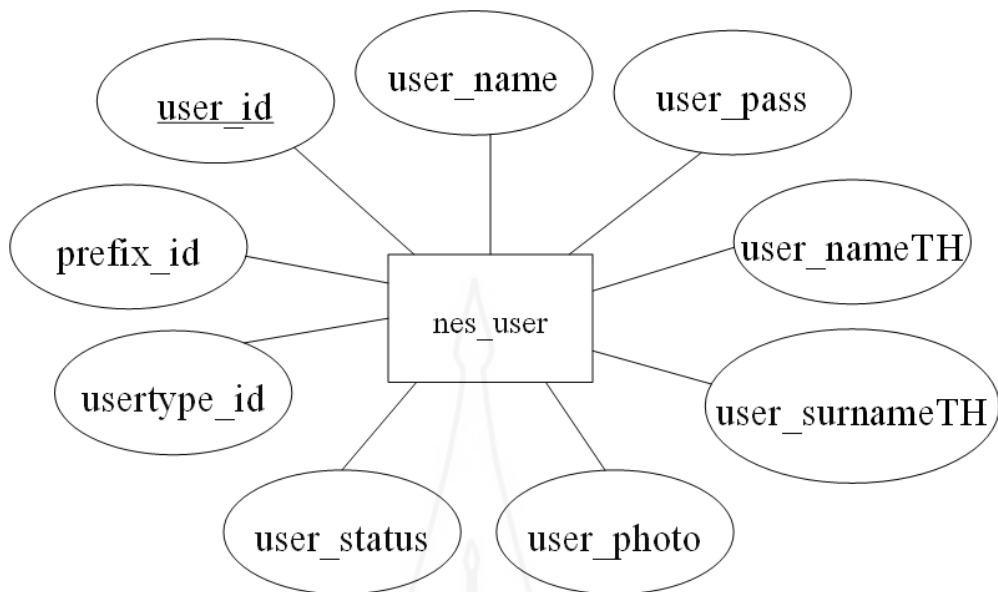 user_name
user_pass
user_id
user_nameTH
prefix_id
nes_user
usertype_id
user_surnameTH
user_status
user_photo